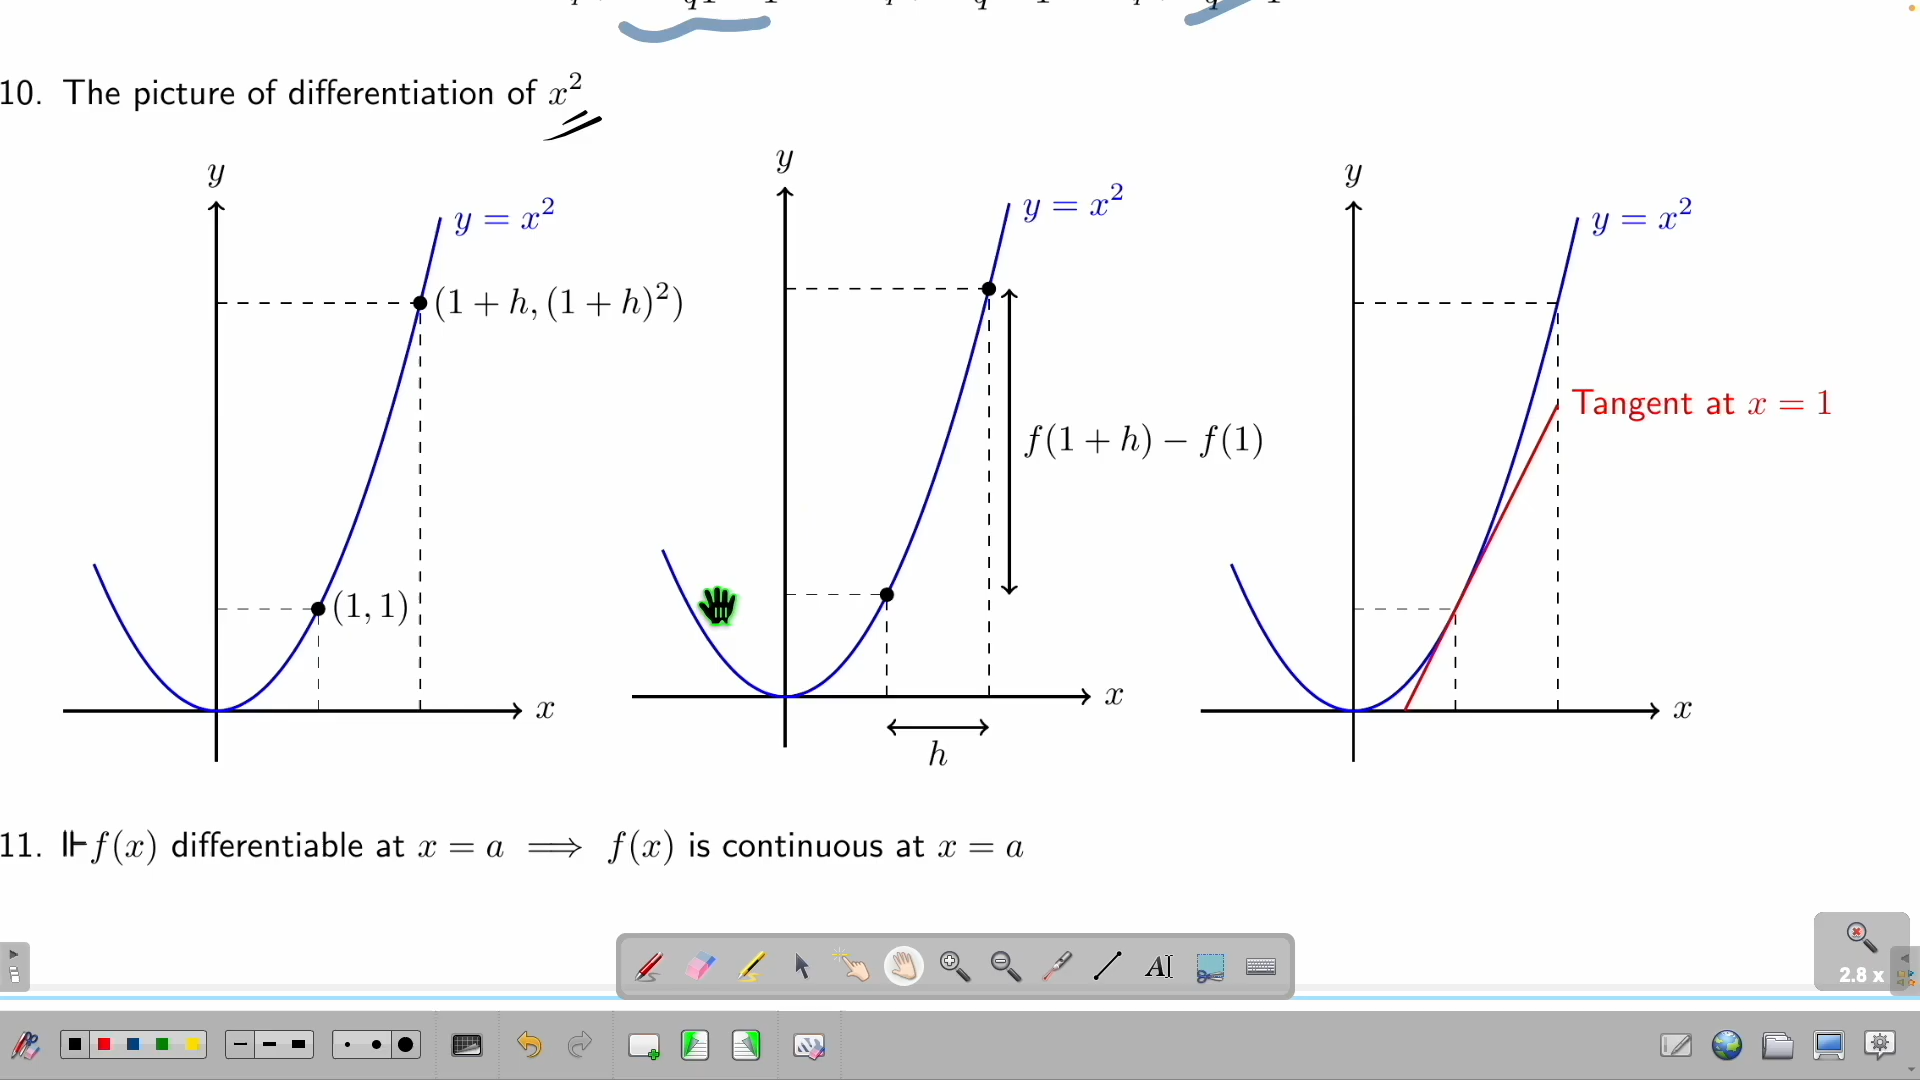 10. The picture of differentiation of x²
y
y = x²
(1 + h, (1 + h)²)
(1, 1)
x
y
y = x²
f(1 + h) − f(1)
x
h
y
y = x²
Tangent at x = 1
x
11. ⊩f(x) differentiable at x = a ⟹ f(x) is continuous at x = a
2.8 x